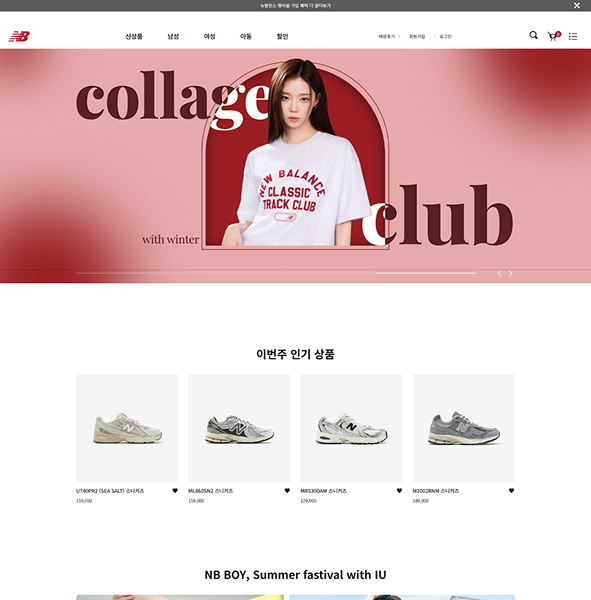 뉴발란스 멤버쉽 가입 혜택 더 알아보기
신상품 남성 여성 아동 할인
매장찾기 회원가입 로그인
collage
NEW BALANCE
CLASSIC
TRACK CLUB
club
with winter
이번주 인기 상품
U740PR2 (SEA SALT) 스니커즈
159,000
ML860SN2 스니커즈
159,000
MR530DAM 스니커즈
129,000
M2002RNM 스니커즈
189,000
NB BOY, Summer fastival with IU